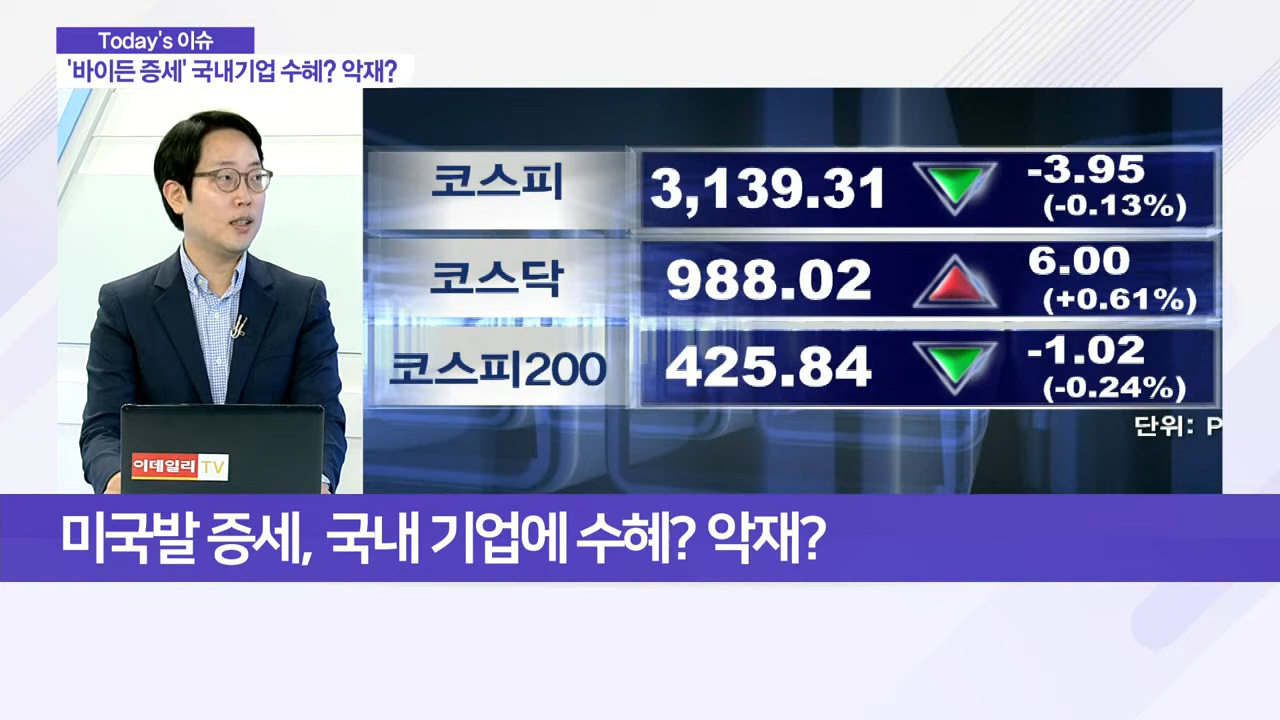 Today's 이슈
'바이든 증세' 국내기업 수혜? 악재?
코스피 3,139.31 -3.95 (-0.13%)
코스닥 988.02 6.00 (+0.61%)
코스피200 425.84 -1.02 (-0.24%)
단위: P
이데일리 TV
미국발 증세, 국내 기업에 수혜? 악재?